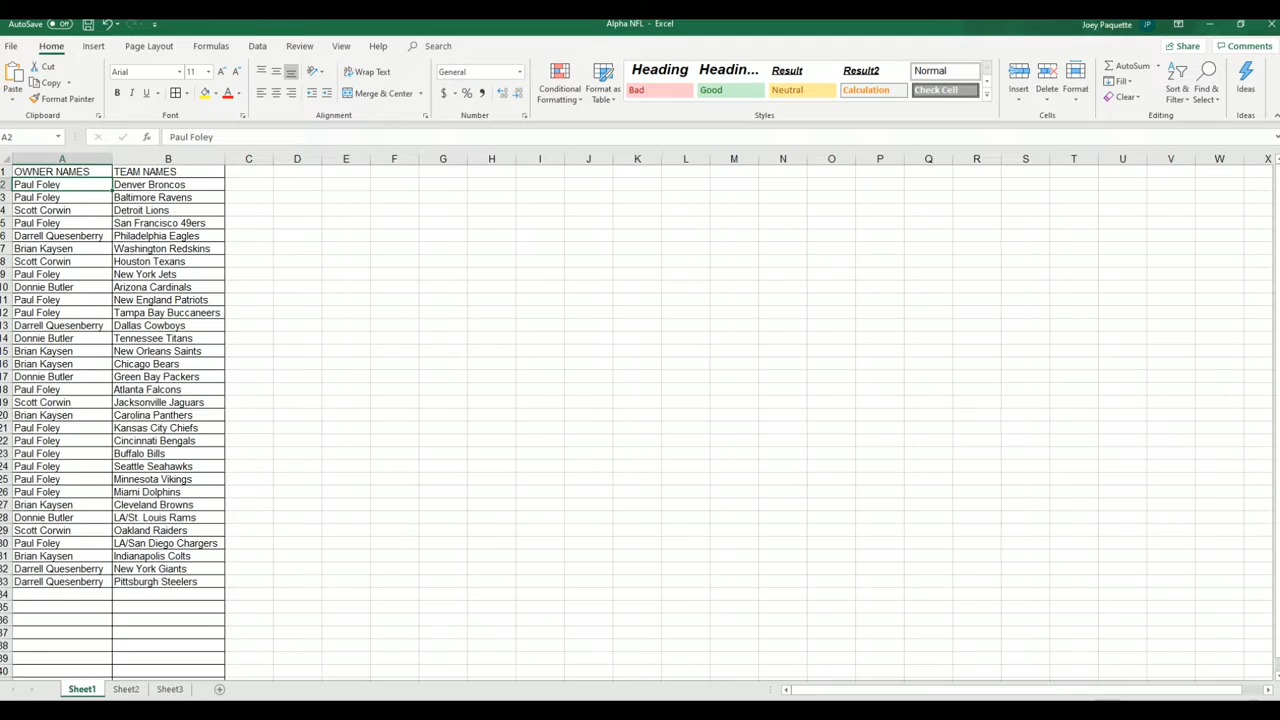 AutoSave Off Alpha NFL - Excel Joey Paquette JP
File Home Insert Page Layout Formulas Data Review View Help Search Share Comments
Paste Cut Copy Format Painter Clipboard
Arial 11 B I U A A Font
Wrap Text Merge & Center Alignment
General $ % Number
Conditional Formatting Format as Table
Heading Headin... Result Result2 Normal
Bad Good Neutral Calculation Check Cell
Styles
Insert Delete Format Cells
AutoSum Fill Clear Sort & Filter Find & Select Editing
Ideas Ideas
A2 fx Paul Foley
A B C D E F G H I J K L M N O P Q R S T U V W X
1 OWNER NAMES TEAM NAMES
2 Paul Foley Denver Broncos
3 Paul Foley Baltimore Ravens
4 Scott Corwin Detroit Lions
5 Paul Foley San Francisco 49ers
6 Darrell Quesenberry Philadelphia Eagles
7 Brian Kaysen Washington Redskins
8 Scott Corwin Houston Texans
9 Paul Foley New York Jets
10 Donnie Butler Arizona Cardinals
11 Paul Foley New England Patriots
12 Paul Foley Tampa Bay Buccaneers
13 Darrell Quesenberry Dallas Cowboys
14 Donnie Butler Tennessee Titans
15 Brian Kaysen New Orleans Saints
16 Brian Kaysen Chicago Bears
17 Donnie Butler Green Bay Packers
18 Paul Foley Atlanta Falcons
19 Scott Corwin Jacksonville Jaguars
20 Brian Kaysen Carolina Panthers
21 Paul Foley Kansas City Chiefs
22 Paul Foley Cincinnati Bengals
23 Paul Foley Buffalo Bills
24 Paul Foley Seattle Seahawks
25 Paul Foley Minnesota Vikings
26 Paul Foley Miami Dolphins
27 Brian Kaysen Cleveland Browns
28 Donnie Butler LA/St. Louis Rams
29 Scott Corwin Oakland Raiders
30 Paul Foley LA/San Diego Chargers
31 Brian Kaysen Indianapolis Colts
32 Darrell Quesenberry New York Giants
33 Darrell Quesenberry Pittsburgh Steelers
34
35
36
37
38
39
40
Sheet1 Sheet2 Sheet3